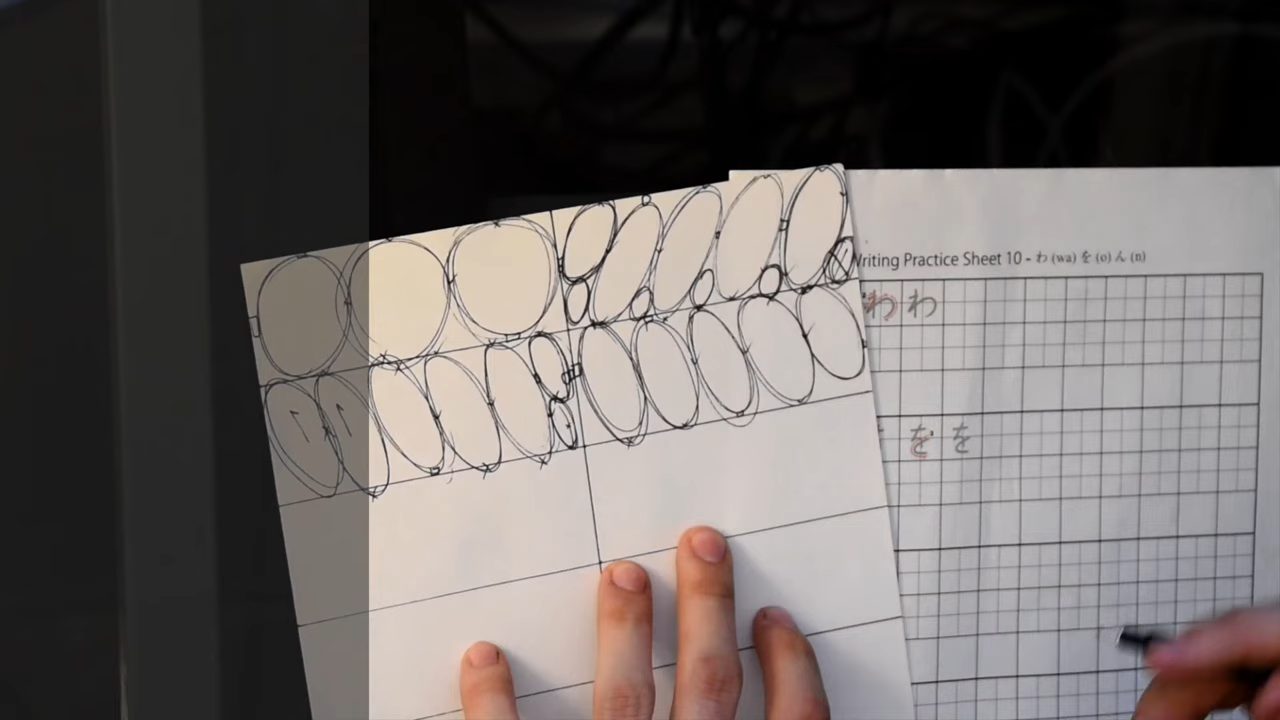 Writing Practice Sheet 10 - わ (wa) を (o) ん (n)
わ わ
を を